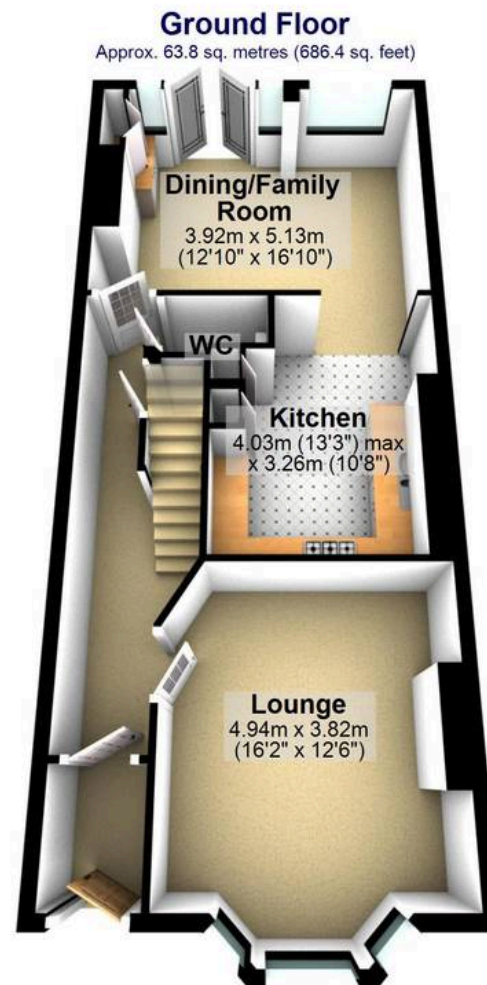 Ground Floor
Approx. 63.8 sq. metres (686.4 sq. feet)
Dining/Family
Room
3.92m x 5.13m
(12'10" x 16'10")
WC
Kitchen
4.03m (13'3") max
x 3.26m (10'8")
Lounge
4.94m x 3.82m
(16'2" x 12'6")